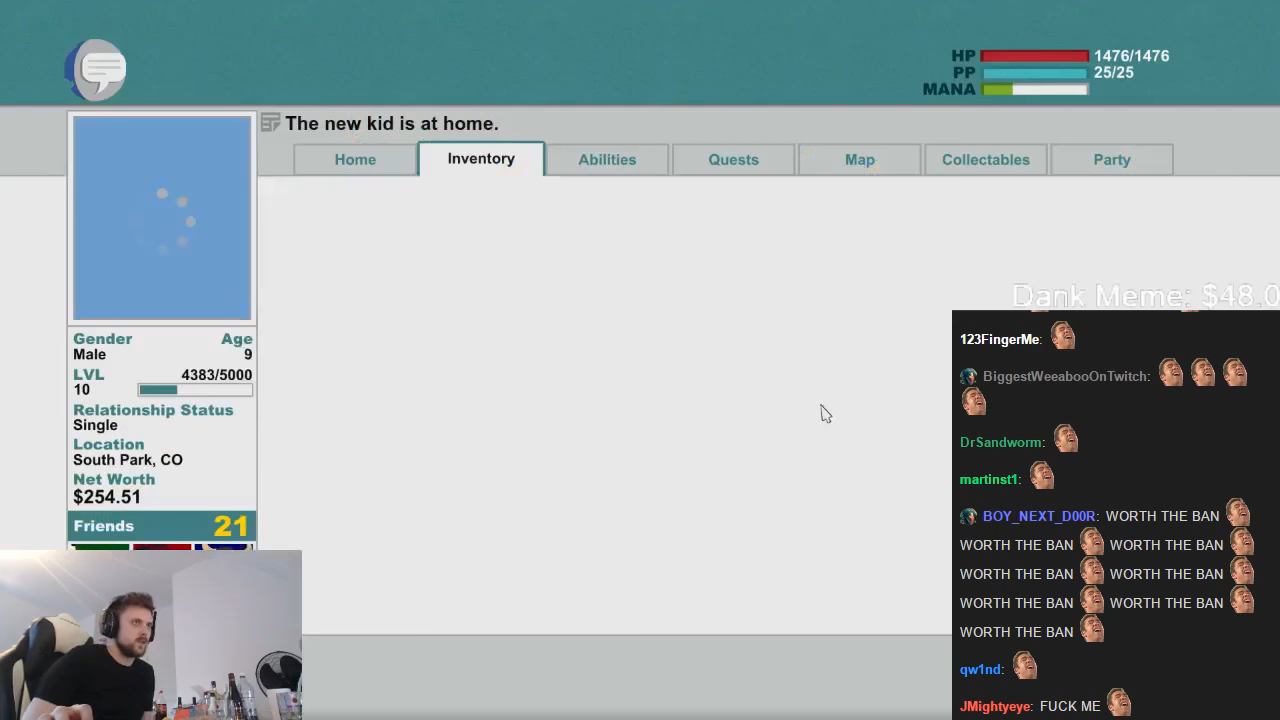 HP 1476/1476
PP 25/25
MANA
The new kid is at home.
Home Inventory Abilities Quests Map Collectables Party
Gender Age
Male 9
LVL 4383/5000
10
Relationship Status
Single
Location
South Park, CO
Net Worth
$254.51
Friends 21
Dank Meme: $48.0
123FingerMe:
BiggestWeeabooOnTwitch:
DrSandworm:
martinst1:
BOY_NEXT_D00R: WORTH THE BAN
WORTH THE BAN WORTH THE BAN
WORTH THE BAN WORTH THE BAN
WORTH THE BAN WORTH THE BAN
WORTH THE BAN
qw1nd:
JMightyeye: FUCK ME